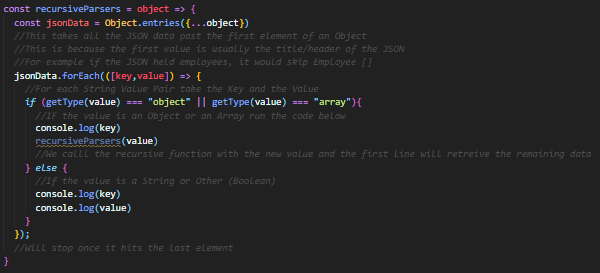 const recursiveParsers = object => {
const jsonData = Object.entries({...object})
//This takes all the JSON data past the first element of an Object
//This is because the first value is usually the title/header of the JSON
//For example if the JSON held employees, it would skip Employee []
jsonData.forEach(([key,value]) => {
//For each String Value Pair take the Key and the Value
if (getType(value) === "object" || getType(value) === "array"){
//IF the value is an Object or an Array run the code below
console.log(key)
recursiveParsers(value)
//We calll the recursive function with the new value and the first line will retreive the remaining data
} else {
//If the value is a String or Other (Boolean)
console.log(key)
console.log(value)
}
});
//Will stop once it hits the last element
}